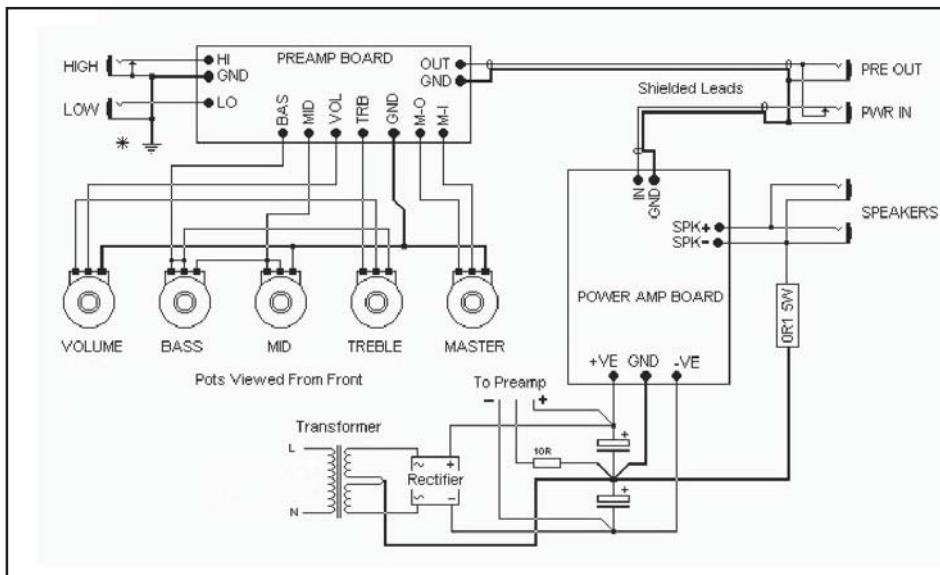 PREAMP BOARD
HIGH
HI
GND
LOW
LO
*
BAS
MID
VOL
TRB
GND
M-O
M-I
OUT
GND
PRE OUT
Shielded Leads
PWR IN
IN
GND
SPK+
SPK-
SPEAKERS
POWER AMP BOARD
0R1 5W
+VE GND -VE
VOLUME BASS MID TREBLE MASTER
Pots Viewed From Front
To Preamp
- +
Transformer
L
N
~ +
Rectifier
~ -
10R
+
+